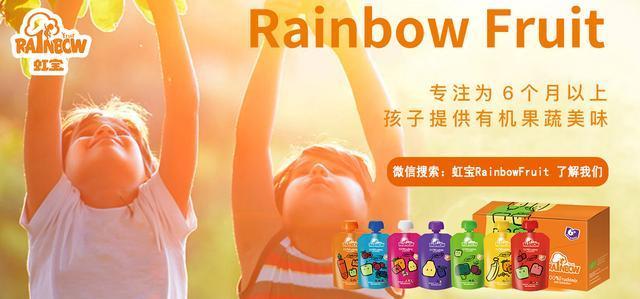 Rainbow Fruit
Fruit
RAINBOW
虹宝
专注为 6 个月以上
孩子提供有机果蔬美味
微信搜索：虹宝RainbowFruit 了解我们
RAINBOW